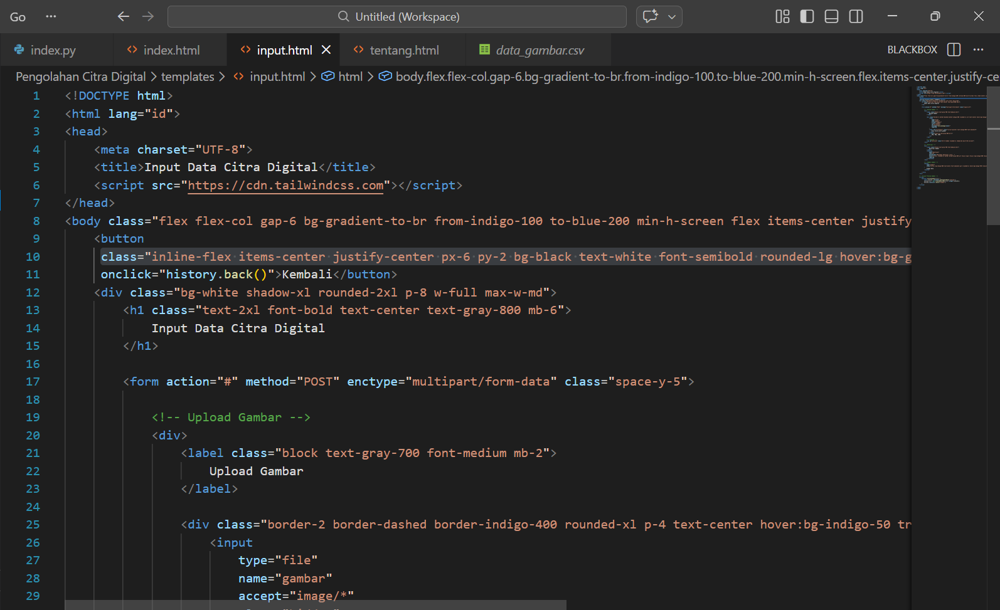 Go ··· Untitled (Workspace)
index.py index.html input.html tentang.html data_gambar.csv BLACKBOX ···
Pengolahan Citra Digital > templates > input.html > html > body.flex.flex-col.gap-6.bg-gradient-to-br.from-indigo-100.to-blue-200.min-h-screen.flex.items-center.justify-ce
1 <!DOCTYPE html>
2 <html lang="id">
3 <head>
4 <meta charset="UTF-8">
5 <title>Input Data Citra Digital</title>
6 <script src="https://cdn.tailwindcss.com"></script>
7 </head>
8 <body class="flex flex-col gap-6 bg-gradient-to-br from-indigo-100 to-blue-200 min-h-screen flex items-center justify
9 <button
10 class="inline-flex items-center justify-center px-6 py-2 bg-black text-white font-semibold rounded-lg hover:bg-g
11 onclick="history.back()">Kembali</button>
12 <div class="bg-white shadow-xl rounded-2xl p-8 w-full max-w-md">
13 <h1 class="text-2xl font-bold text-center text-gray-800 mb-6">
14 Input Data Citra Digital
15 </h1>
16
17 <form action="#" method="POST" enctype="multipart/form-data" class="space-y-5">
18
19 <!-- Upload Gambar -->
20 <div>
21 <label class="block text-gray-700 font-medium mb-2">
22 Upload Gambar
23 </label>
24
25 <div class="border-2 border-dashed border-indigo-400 rounded-xl p-4 text-center hover:bg-indigo-50 tr
26 <input
27 type="file"
28 name="gambar"
29 accept="image/*"